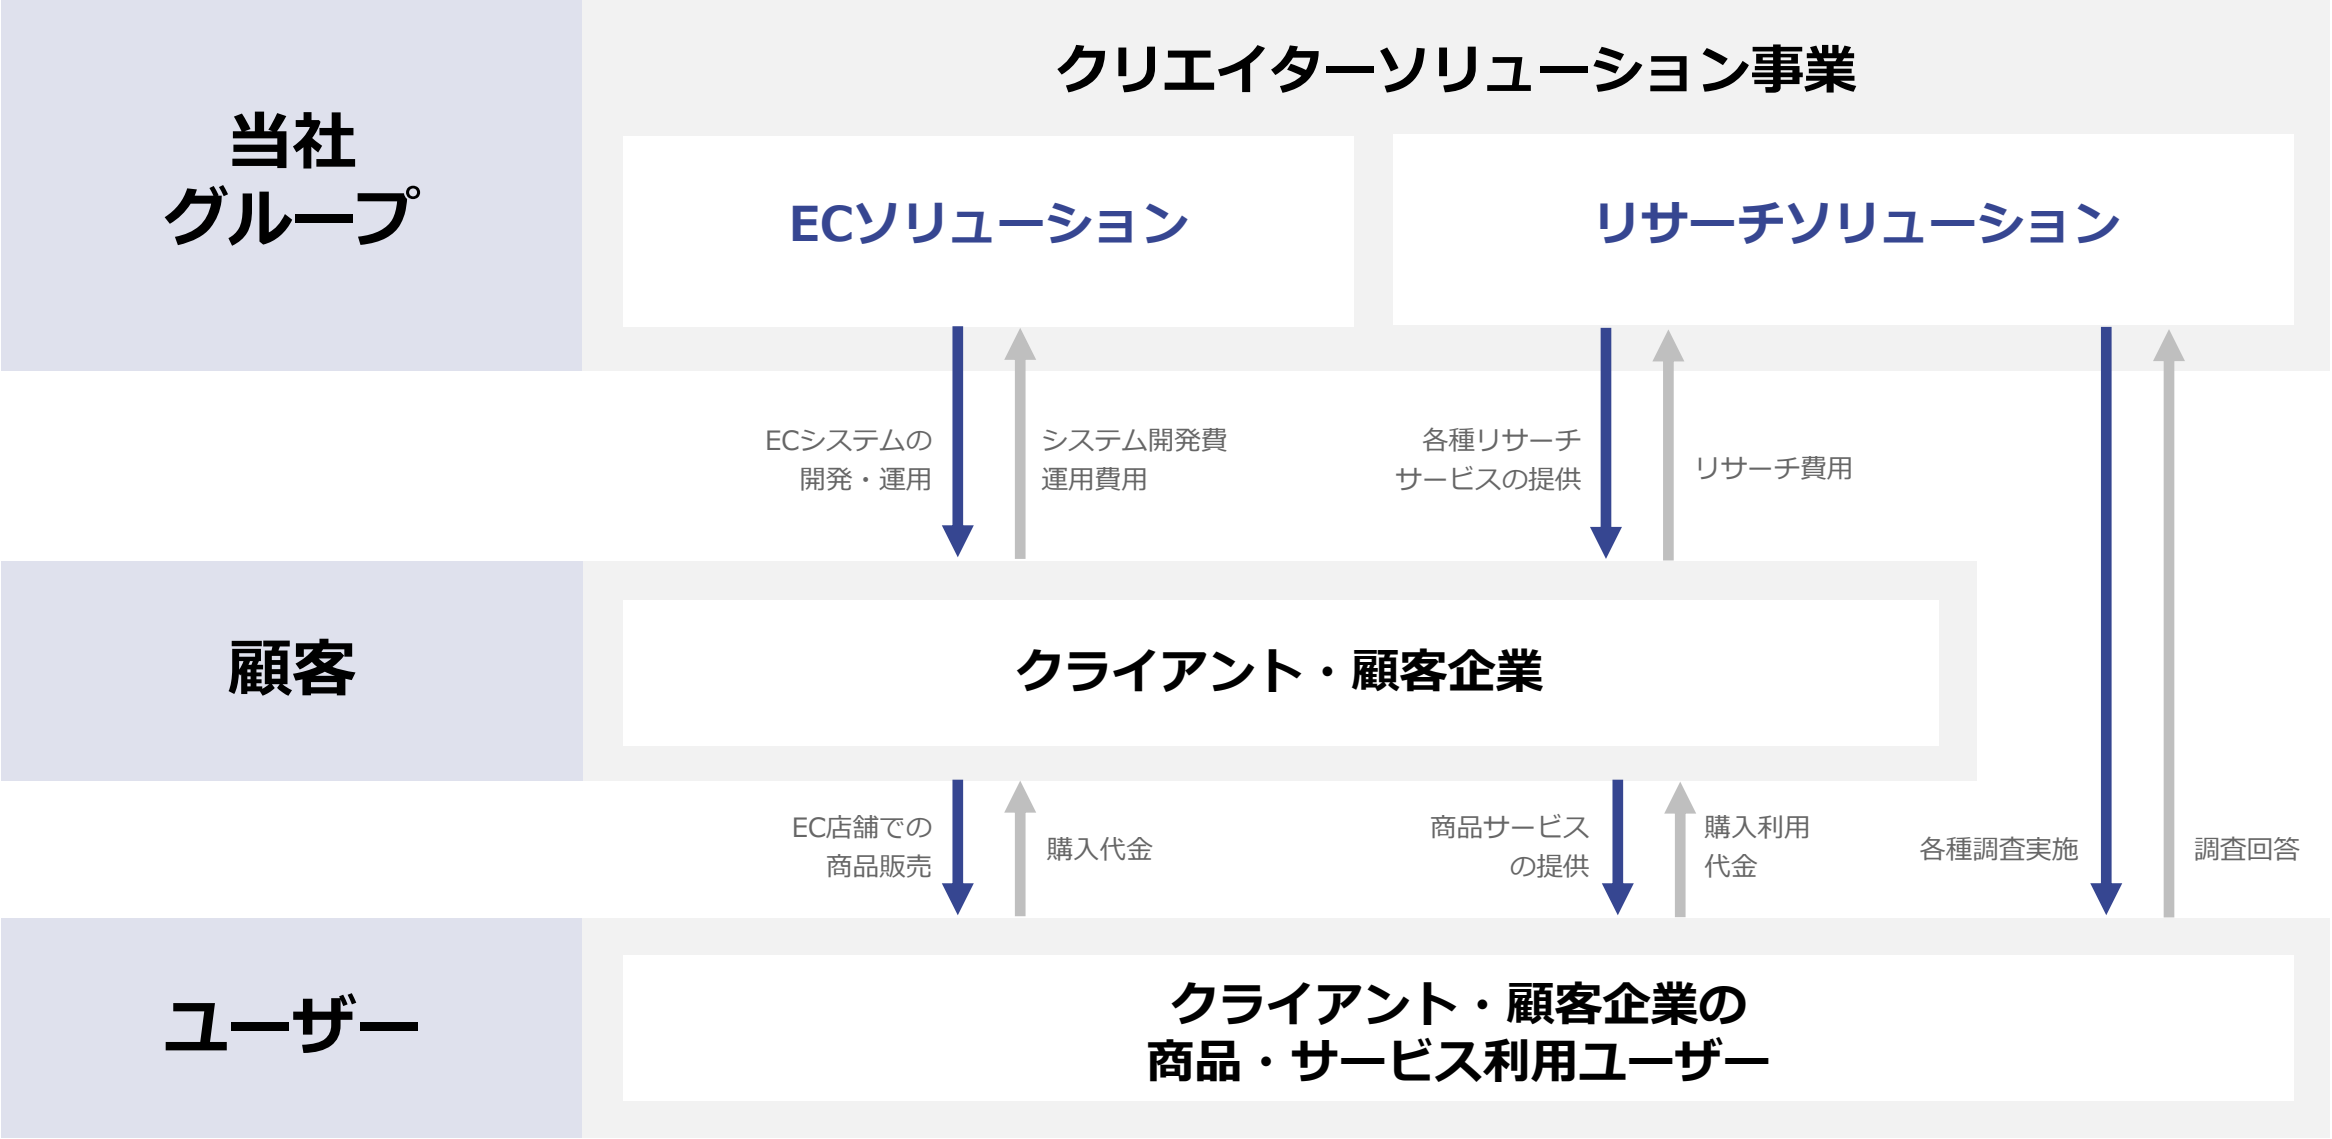 当社
グループ
クリエイターソリューション事業
ECソリューション
リサーチソリューション
ECシステムの
開発・運用
システム開発費
運用費用
各種リサーチ
サービスの提供
リサーチ費用
顧客
クライアント・顧客企業
EC店舗での
商品販売
購入代金
商品サービス
の提供
購入利用
代金
各種調査実施
調査回答
ユーザー
クライアント・顧客企業の
商品・サービス利用ユーザー